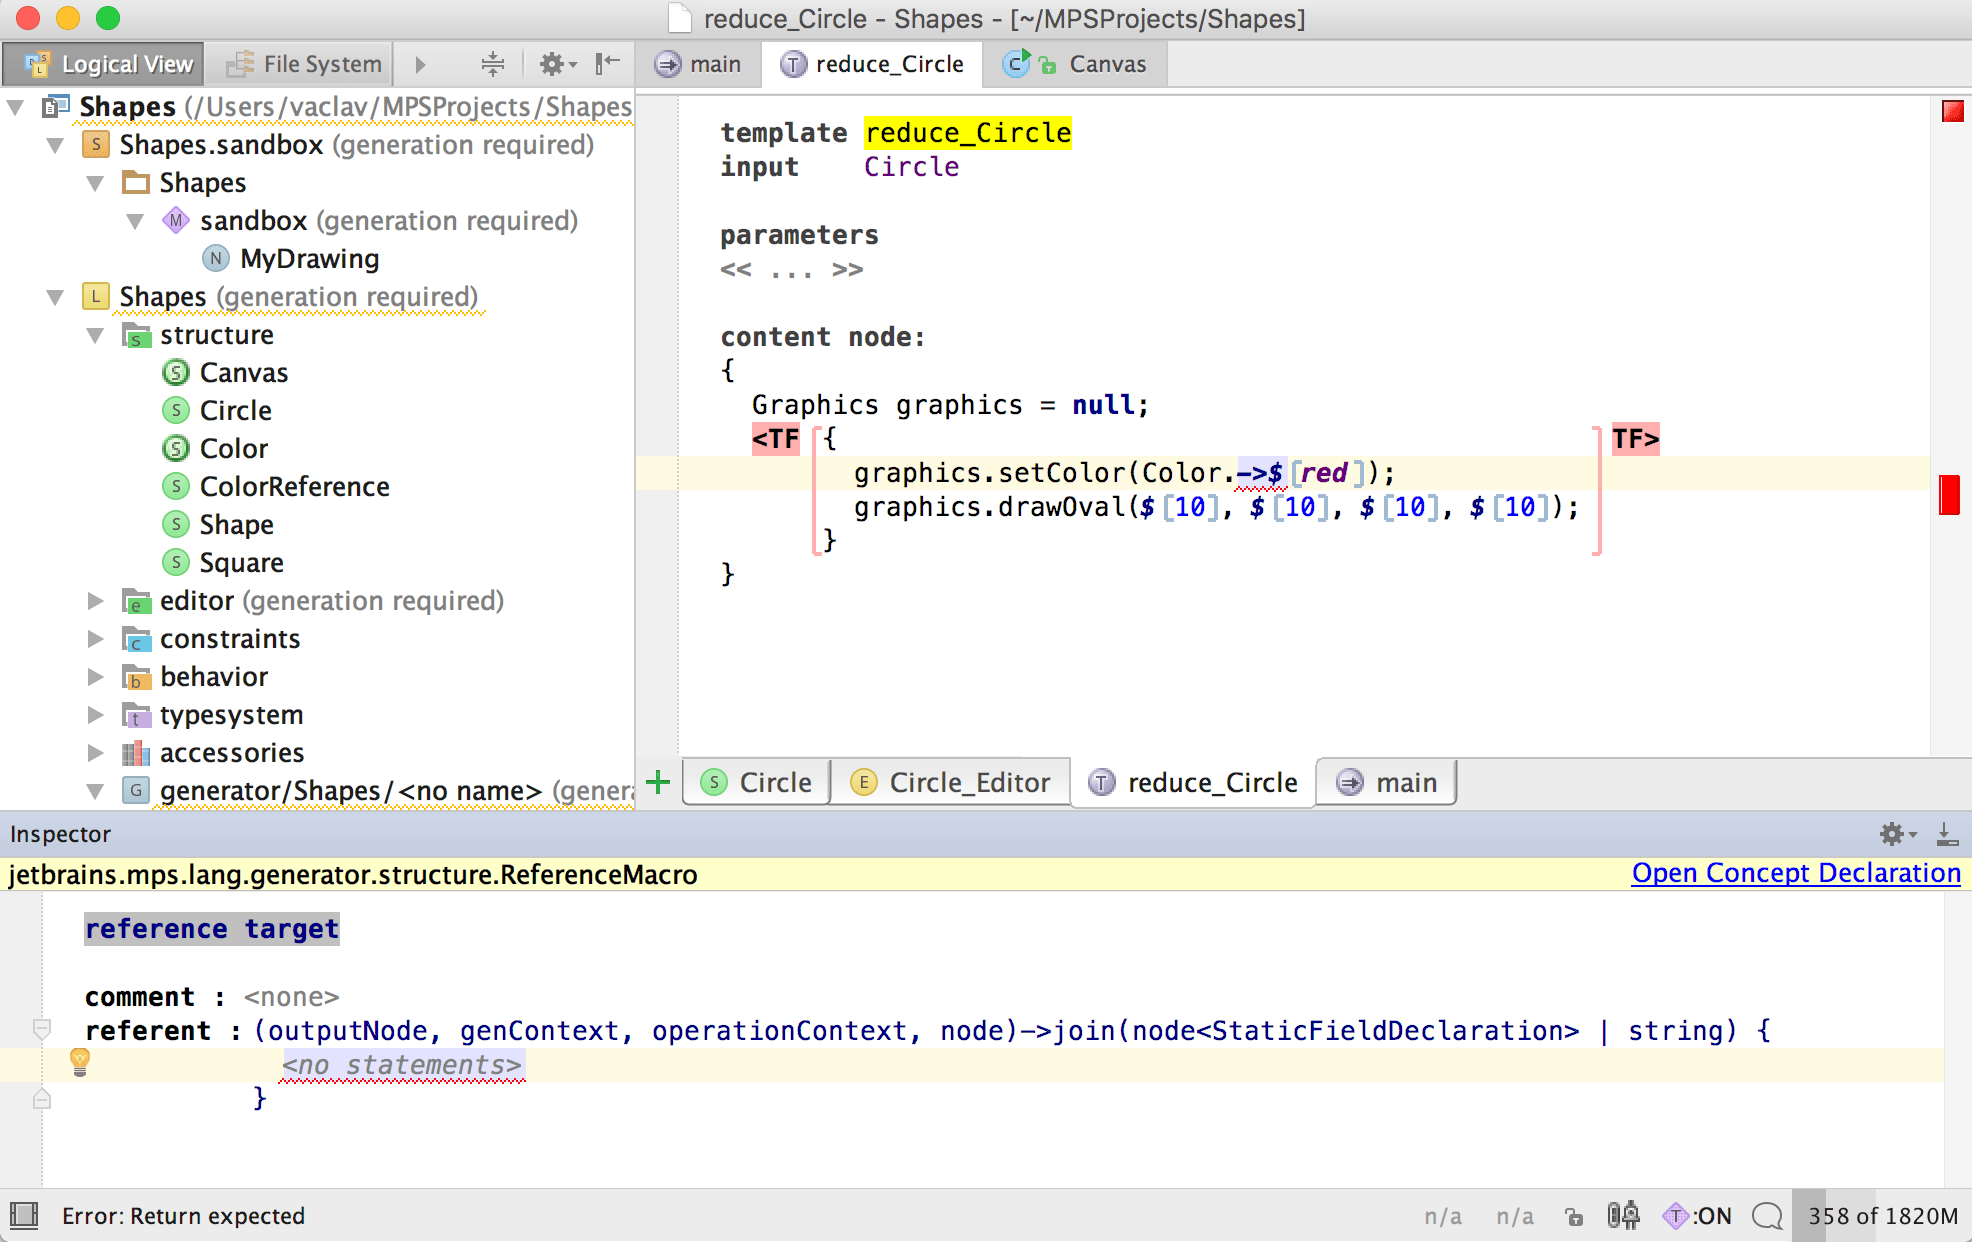 reduce_Circle - Shapes - [~/MPSProjects/Shapes]
Logical View
File System
main
reduce_Circle
Canvas
Shapes (/Users/vaclav/MPSProjects/Shapes
Shapes.sandbox (generation required)
Shapes
sandbox (generation required)
MyDrawing
Shapes (generation required)
structure
Canvas
Circle
Color
ColorReference
Shape
Square
editor (generation required)
constraints
behavior
typesystem
accessories
generator/Shapes/<no name> (genera
template reduce_Circle
input Circle
parameters
<< ... >>
content node:
{
Graphics graphics = null;
<TF { TF>
graphics.setColor(Color.->$[red]);
graphics.drawOval($[10], $[10], $[10], $[10]);
}
}
Circle
Circle_Editor
reduce_Circle
main
Inspector
jetbrains.mps.lang.generator.structure.ReferenceMacro
Open Concept Declaration
reference target
comment : <none>
referent : (outputNode, genContext, operationContext, node)->join(node<StaticFieldDeclaration> | string) {
<no statements>
}
Error: Return expected
n/a
n/a
T:ON
358 of 1820M